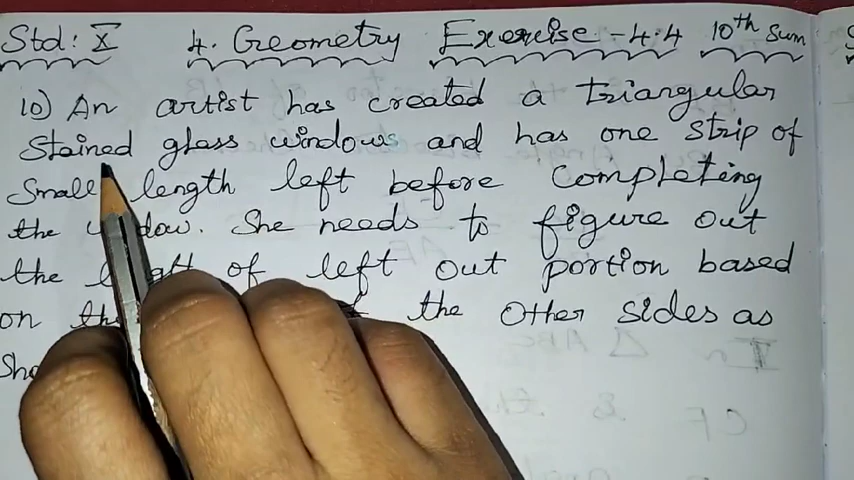 Std: X 4. Geometry Exercise - 4.4 10th Sum
10) An artist has created a triangular
stained glass windows and has one strip of
small length left before completing
the dow. She needs to figure out
the of left out portion based
on the other sides as